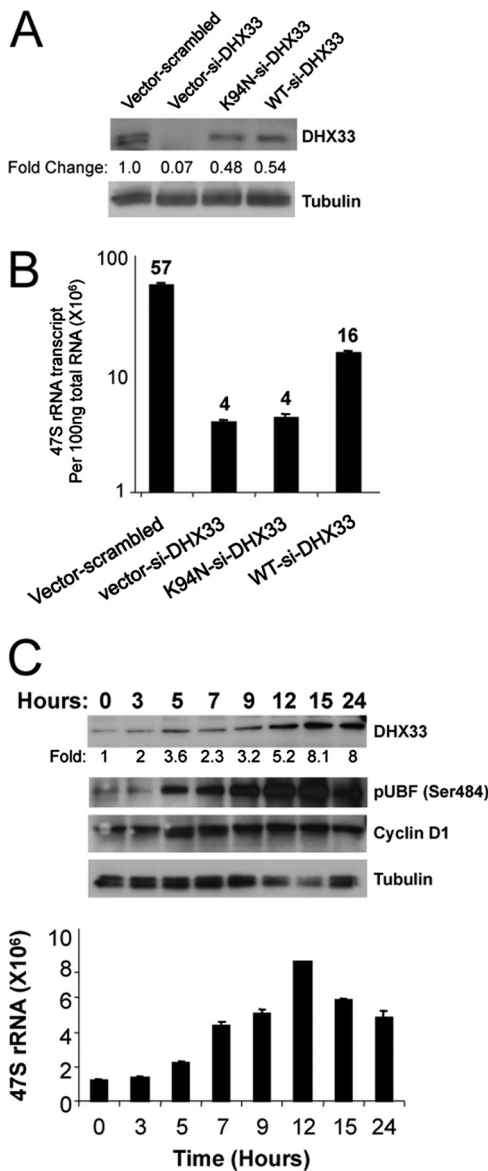 A
Vector-scrambled
Vector-si-DHX33
K94N-si-DHX33
WT-si-DHX33
DHX33
Fold Change: 1.0 0.07 0.48 0.54
Tubulin
B
47S rRNA transcript
Per 100ng total RNA (X10⁶)
100
10
1
57
4
4
16
Vector-scrambled
vector-si-DHX33
K94N-si-DHX33
WT-si-DHX33
C
Hours: 0 3 5 7 9 12 15 24
DHX33
Fold: 1 2 3.6 2.3 3.2 5.2 8.1 8
pUBF (Ser484)
Cyclin D1
Tubulin
47S rRNA (X10⁶)
10
8
6
4
2
0
0 3 5 7 9 12 15 24
Time (Hours)